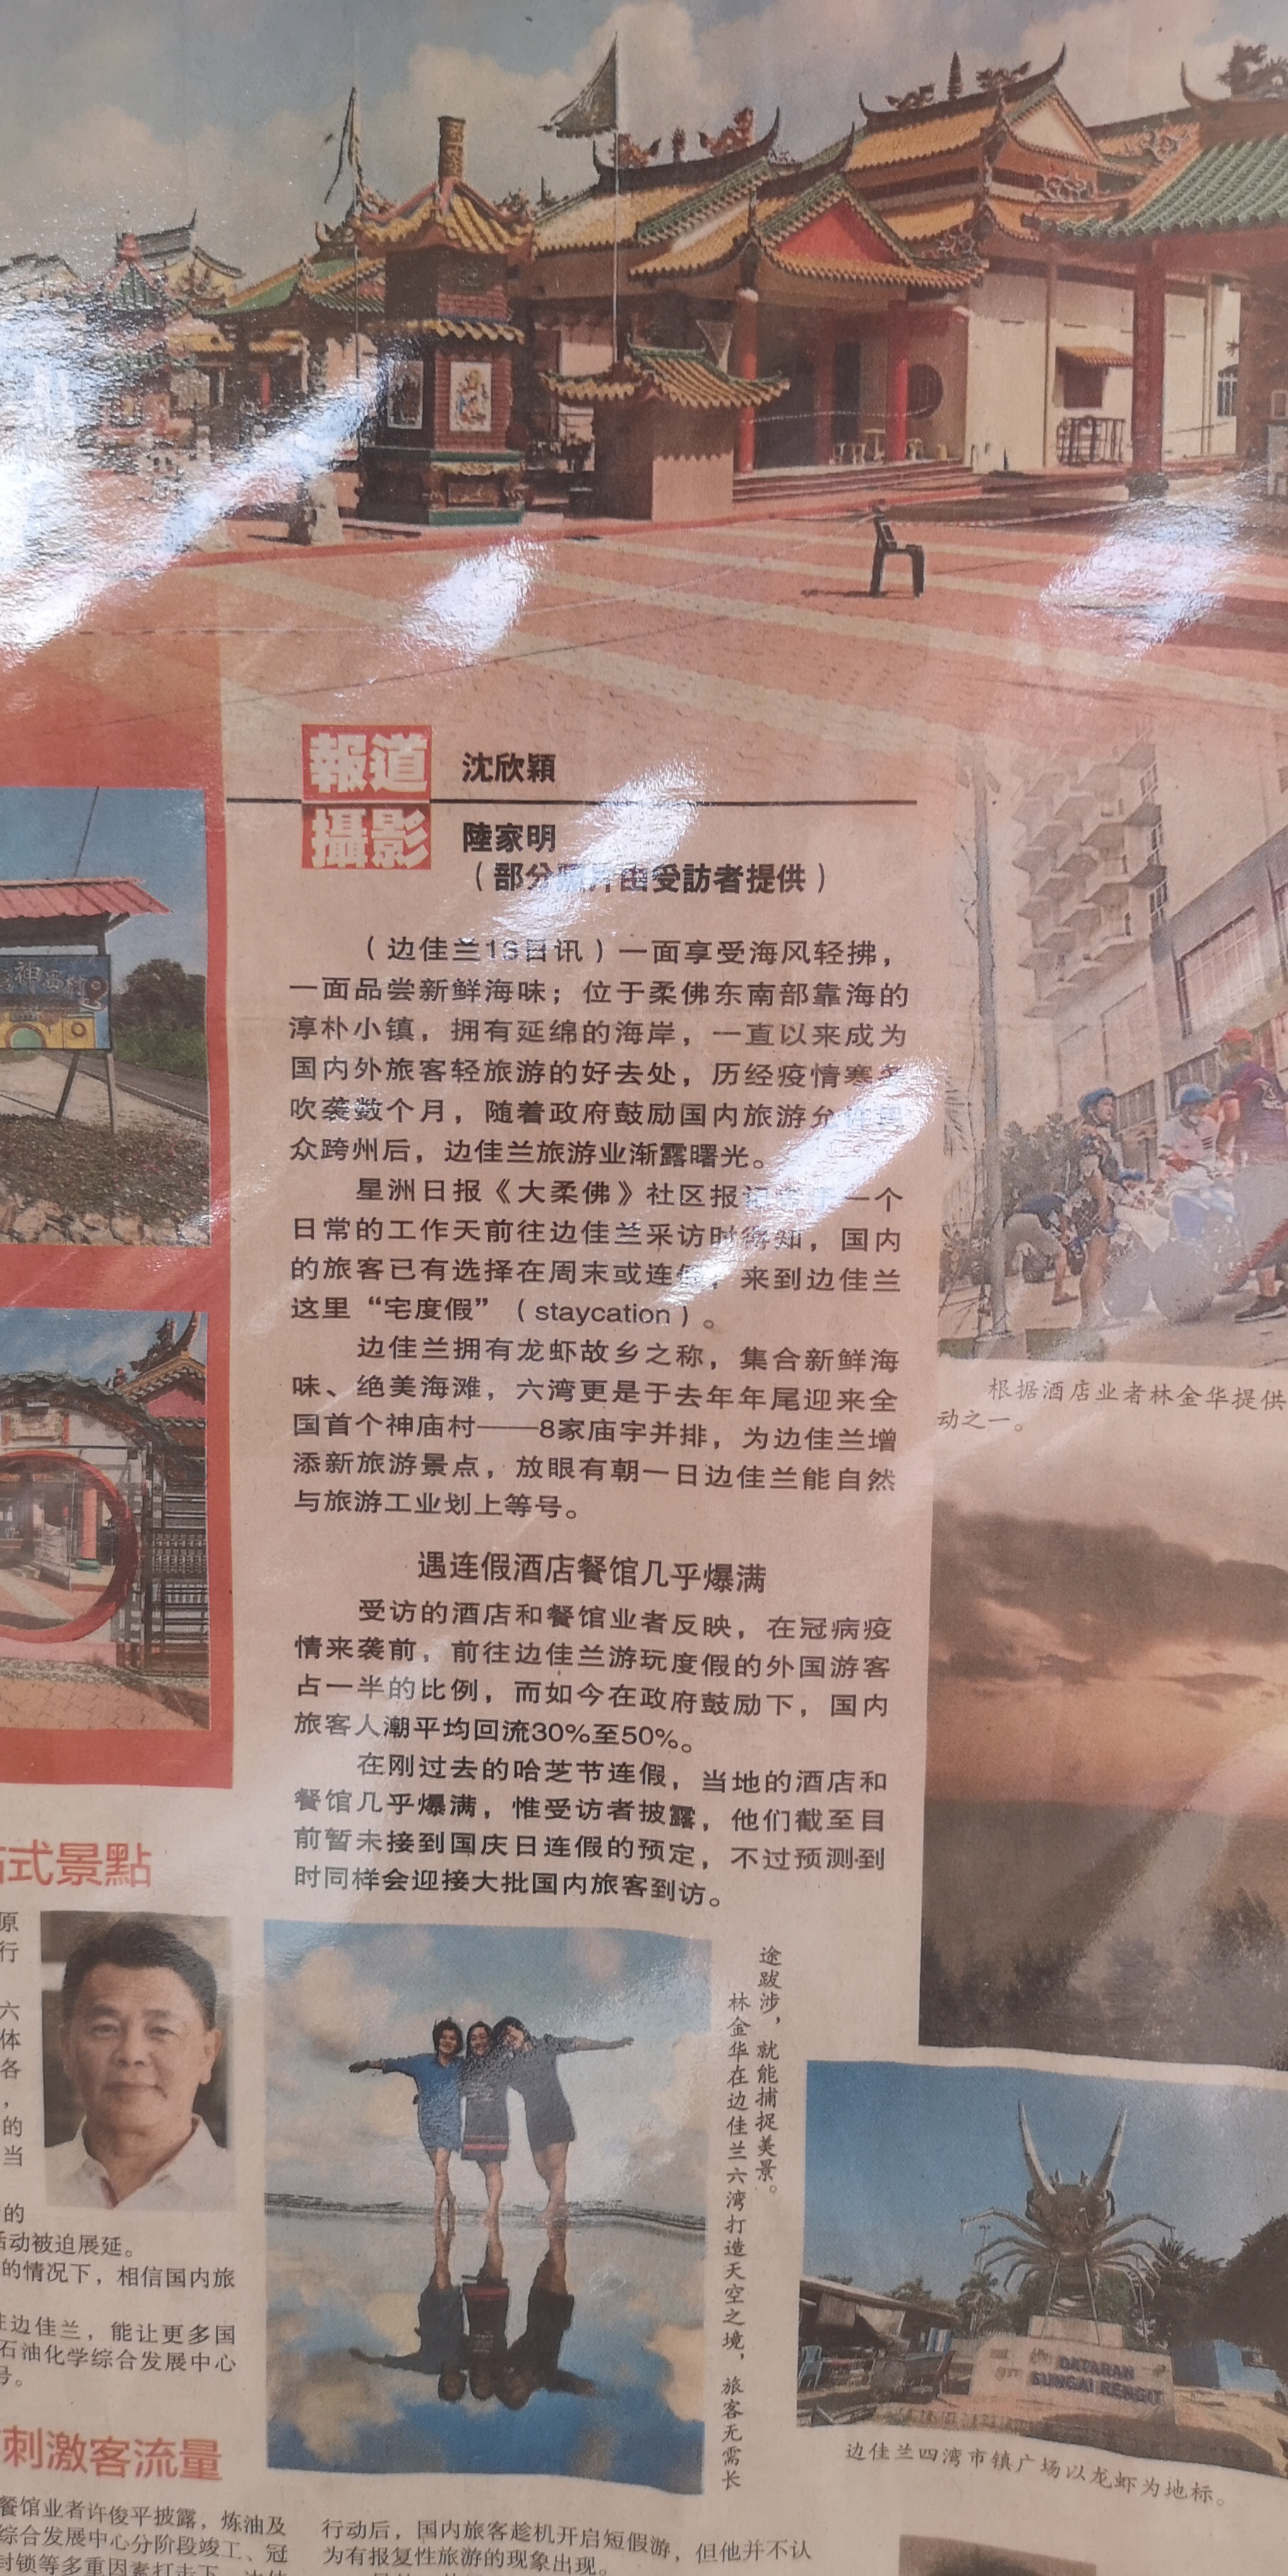 報道 沈欣穎
攝影 陸家明
（部分照片由受訪者提供）
（边佳兰13日讯）一面享受海风轻拂，
一面品尝新鲜海味；位于柔佛东南部靠海的
淳朴小镇，拥有延绵的海岸，一直以来成为
国内外旅客轻旅游的好去处，历经疫情寒冬
吹袭数个月，随着政府鼓励国内旅游允许民
众跨州后，边佳兰旅游业渐露曙光。
星洲日报《大柔佛》社区报记者于一个
日常的工作天前往边佳兰采访时得知，国内
的旅客已有选择在周末或连假，来到边佳兰
这里“宅度假”（staycation）。
边佳兰拥有龙虾故乡之称，集合新鲜海
味、绝美海滩，六湾更是于去年年尾迎来全
国首个神庙村——8家庙宇并排，为边佳兰增
添新旅游景点，放眼有朝一日边佳兰能自然
与旅游工业划上等号。
遇连假酒店餐馆几乎爆满
受访的酒店和餐馆业者反映，在冠病疫
情来袭前，前往边佳兰游玩度假的外国游客
占一半的比例，而如今在政府鼓励下，国内
旅客人潮平均回流30%至50%。
在刚过去的哈芝节连假，当地的酒店和
餐馆几乎爆满，惟受访者披露，他们截至目
前暂未接到国庆日连假的预定，不过预测到
时同样会迎接大批国内旅客到访。
根据酒店业者林金华提供
动之一。
林金华在边佳兰六湾打造天空之境，旅客无需长
途跋涉，就能捕捉美景。
DATARAN
SUNGAI RENGIT
边佳兰四湾市镇广场以龙虾为地标。
式景點
原
行
六
体
各
，
的
当
的
活动被迫展延。
的情况下，相信国内旅
往边佳兰，能让更多国
石油化学综合发展中心
号。
刺激客流量
餐馆业者许俊平披露，炼油及
综合发展中心分阶段竣工、冠
封锁等多重因素打击下，边佳
行动后，国内旅客趁机开启短假游，但他并不认
为有报复性旅游的现象出现。